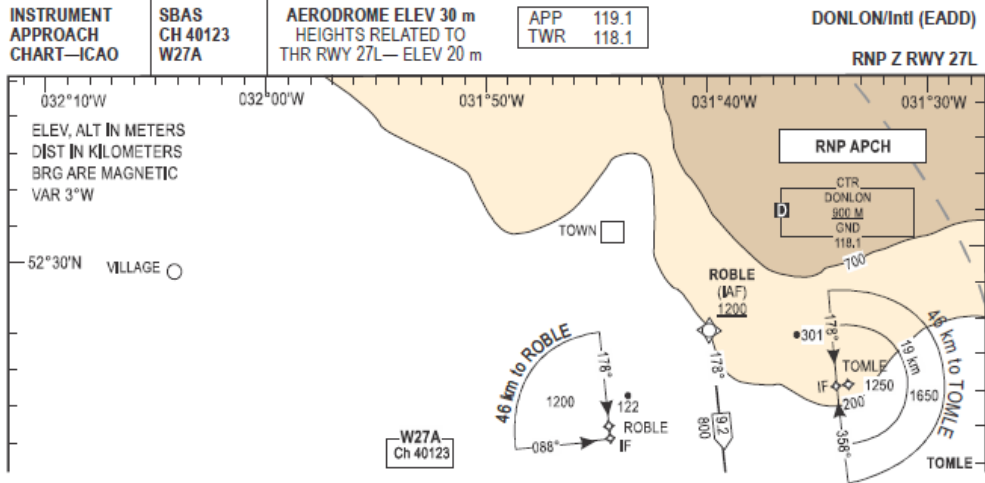 INSTRUMENT
APPROACH
CHART—ICAO
SBAS
CH 40123
W27A
AERODROME ELEV 30 m
HEIGHTS RELATED TO
THR RWY 27L— ELEV 20 m
APP 119.1
TWR 118.1
DONLON/Intl (EADD)
RNP Z RWY 27L
032°10'W
032°00'W
031°50'W
031°40'W
031°30'W
ELEV, ALT IN METERS
DIST IN KILOMETERS
BRG ARE MAGNETIC
VAR 3°W
RNP APCH
CTR
D
DONLON
900 M
GND
118.1
TOWN
700
52°30'N
VILLAGE
ROBLE
(IAF)
1200
46 km to ROBLE
178°
1200
122
ROBLE
088°
IF
178°
9.2
800
301
178°
19 km
46 km to TOMLE
TOMLE
IF
1250
1650
200
358°
W27A
Ch 40123
TOMLE